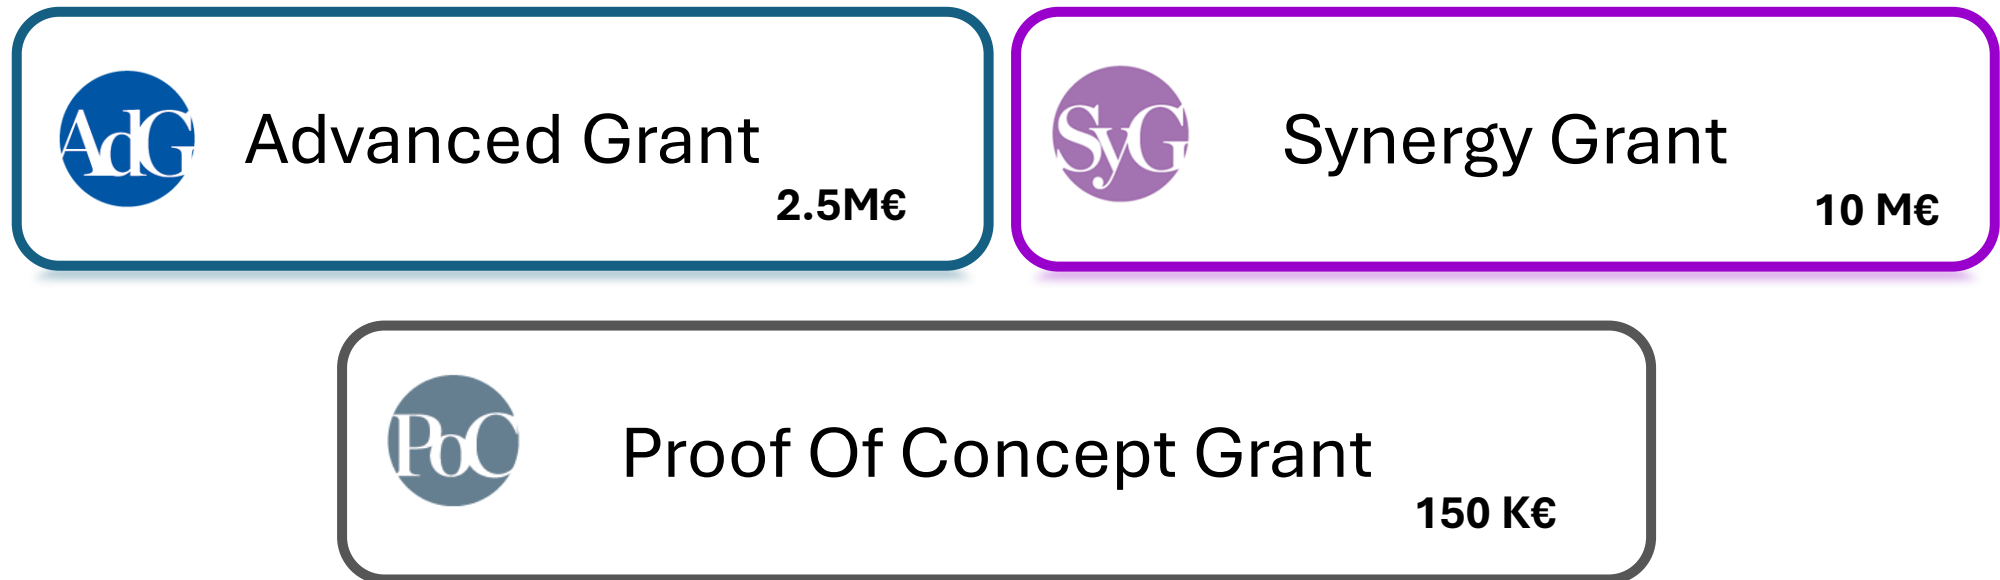 AdG
Advanced Grant
2.5M€
SyG
Synergy Grant
10 M€
PoC
Proof Of Concept Grant
150 K€